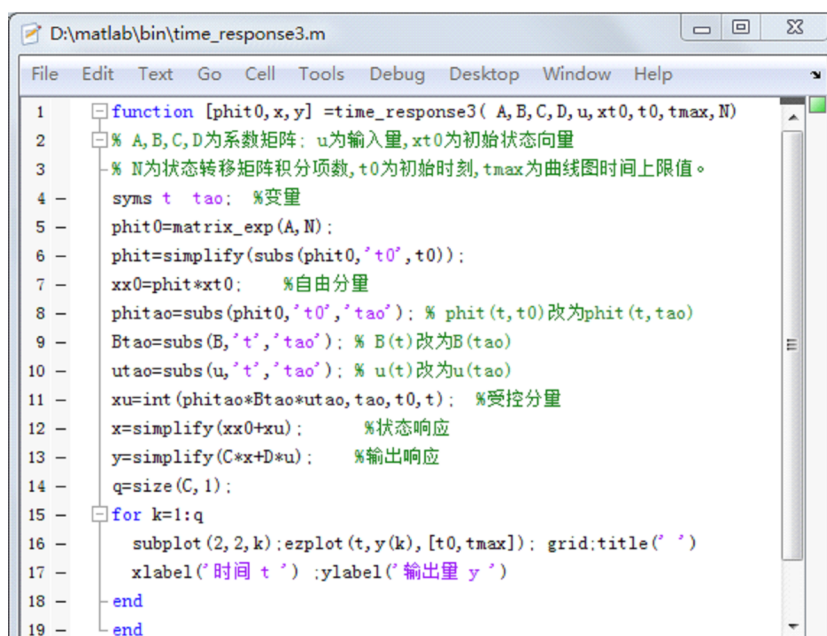 D:\matlab\bin\time_response3.m
File Edit Text Go Cell Tools Debug Desktop Window Help
1 function [phit0,x,y] =time_response3( A,B,C,D,u,xt0,t0,tmax,N)
2 % A,B,C,D为系数矩阵; u为输入量,xt0为初始状态向量
3 % N为状态转移矩阵积分项数,t0为初始时刻,tmax为曲线图时间上限值。
4 – syms t tao; %变量
5 – phit0=matrix_exp(A,N);
6 – phit=simplify(subs(phit0,'t0',t0));
7 – xx0=phit*xt0; %自由分量
8 – phitao=subs(phit0,'t0','tao'); % phit(t,t0)改为phit(t,tao)
9 – Btao=subs(B,'t','tao'); % B(t)改为B(tao)
10 – utao=subs(u,'t','tao'); % u(t)改为u(tao)
11 – xu=int(phitao*Btao*utao,tao,t0,t); %受控分量
12 – x=simplify(xx0+xu); %状态响应
13 – y=simplify(C*x+D*u); %输出响应
14 – q=size(C,1);
15 – for k=1:q
16 – subplot(2,2,k);ezplot(t,y(k),[t0,tmax]); grid;title(' ')
17 – xlabel('时间 t ') ;ylabel('输出量 y ')
18 – end
19 – end